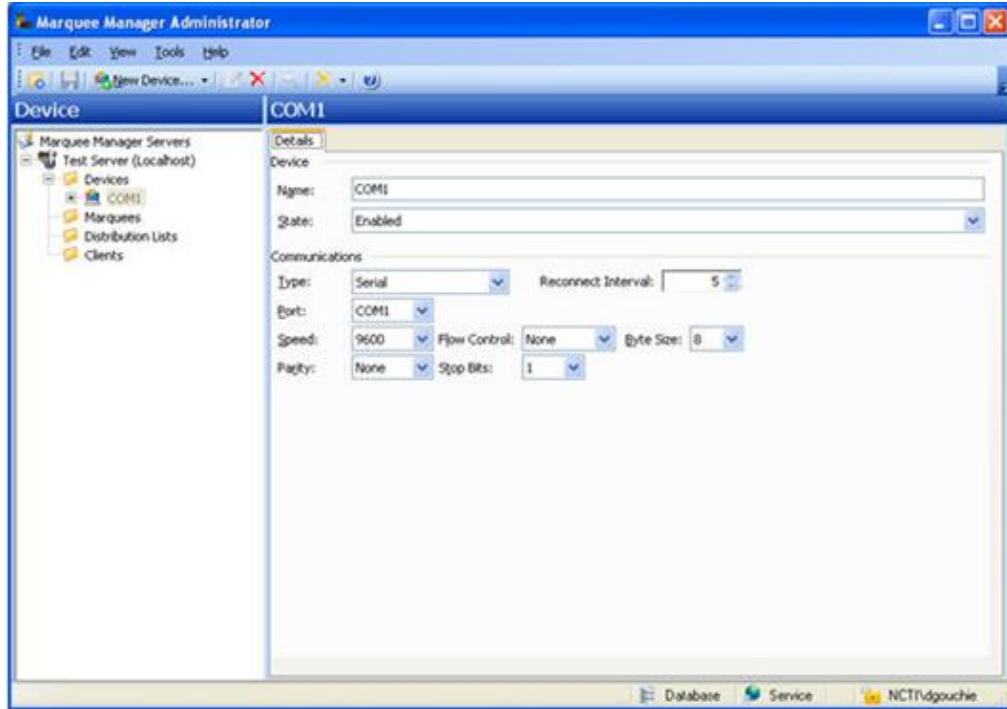 Marquee Manager Administrator
File Edit View Tools Help
New Device...
Device
COM1
Marquee Manager Servers
Test Server (Localhost)
Devices
COM1
Marquees
Distribution Lists
Clients
Details
Device
Name: COM1
State: Enabled
Communications
Type: Serial Reconnect Interval: 5
Port: COM1
Speed: 9600 Flow Control: None Byte Size: 8
Parity: None Stop Bits: 1
Database Service NCTI\dgouchie